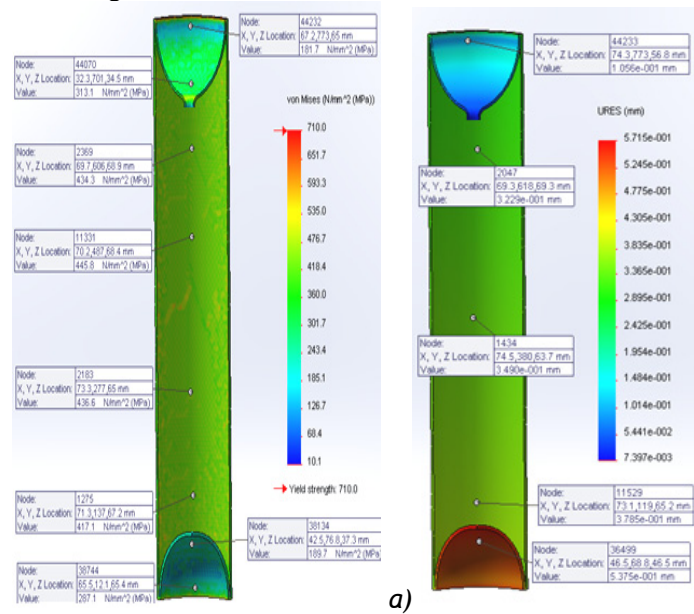 Node: 44232
X, Y, Z Location: 67.2,773,65 mm
Value: 181.7 N/mm^2 (MPa)
Node: 44070
X, Y, Z Location: 32.3,701,34.5 mm
Value: 313.1 N/mm^2 (MPa)
Node: 2369
X, Y, Z Location: 69.7,606,68.9 mm
Value: 434.3 N/mm^2 (MPa)
Node: 11331
X, Y, Z Location: 70.2,487,68.4 mm
Value: 445.8 N/mm^2 (MPa)
Node: 2183
X, Y, Z Location: 73.3,277,65 mm
Value: 436.6 N/mm^2 (MPa)
Node: 1275
X, Y, Z Location: 71.3,137,67.2 mm
Value: 417.1 N/mm^2 (MPa)
Node: 38134
X, Y, Z Location: 42.5,76.8,37.3 mm
Value: 189.7 N/mm^2 (MPa)
Node: 38744
X, Y, Z Location: 65.5,12.1,65.4 mm
Value: 287.1 N/mm^2 (MPa)
von Mises (N/mm^2 (MPa))
710.0
651.7
593.3
535.0
476.7
418.4
360.0
301.7
243.4
185.1
126.7
68.4
10.1
Yield strength: 710.0
a)
Node: 44233
X, Y, Z Location: 74.3,773,56.8 mm
Value: 1.056e-001 mm
Node: 2047
X, Y, Z Location: 69.3,618,69.3 mm
Value: 3.229e-001 mm
Node: 1434
X, Y, Z Location: 74.5,380,63.7 mm
Value: 3.490e-001 mm
Node: 11529
X, Y, Z Location: 73.1,119,65.2 mm
Value: 3.785e-001 mm
Node: 36499
X, Y, Z Location: 46.5,68.8,46.5 mm
Value: 5.375e-001 mm
URES (mm)
5.715e-001
5.245e-001
4.775e-001
4.305e-001
3.835e-001
3.365e-001
2.895e-001
2.425e-001
1.954e-001
1.484e-001
1.014e-001
5.441e-002
7.397e-003